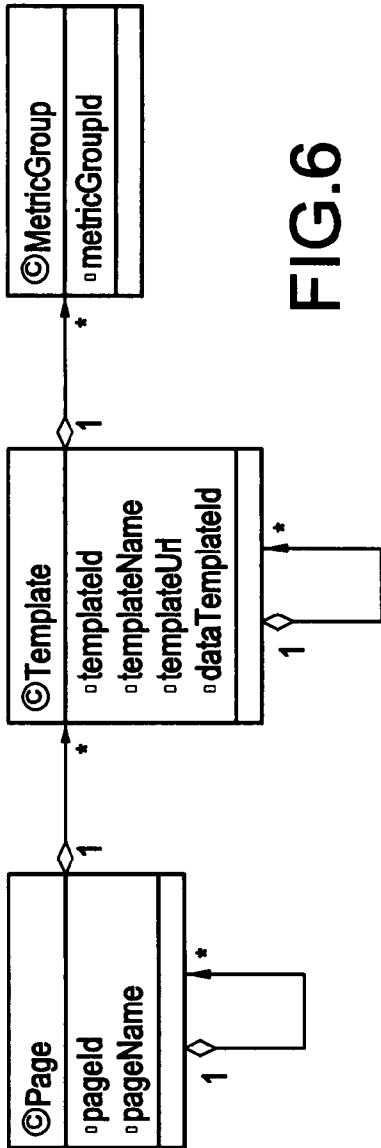 ©Page
pageId
pageName
1
*
1
*
©Template
templateId
templateName
templateUrl
dataTemplateId
1
*
1
*
©MetricGroup
metricGroupId
FIG.6